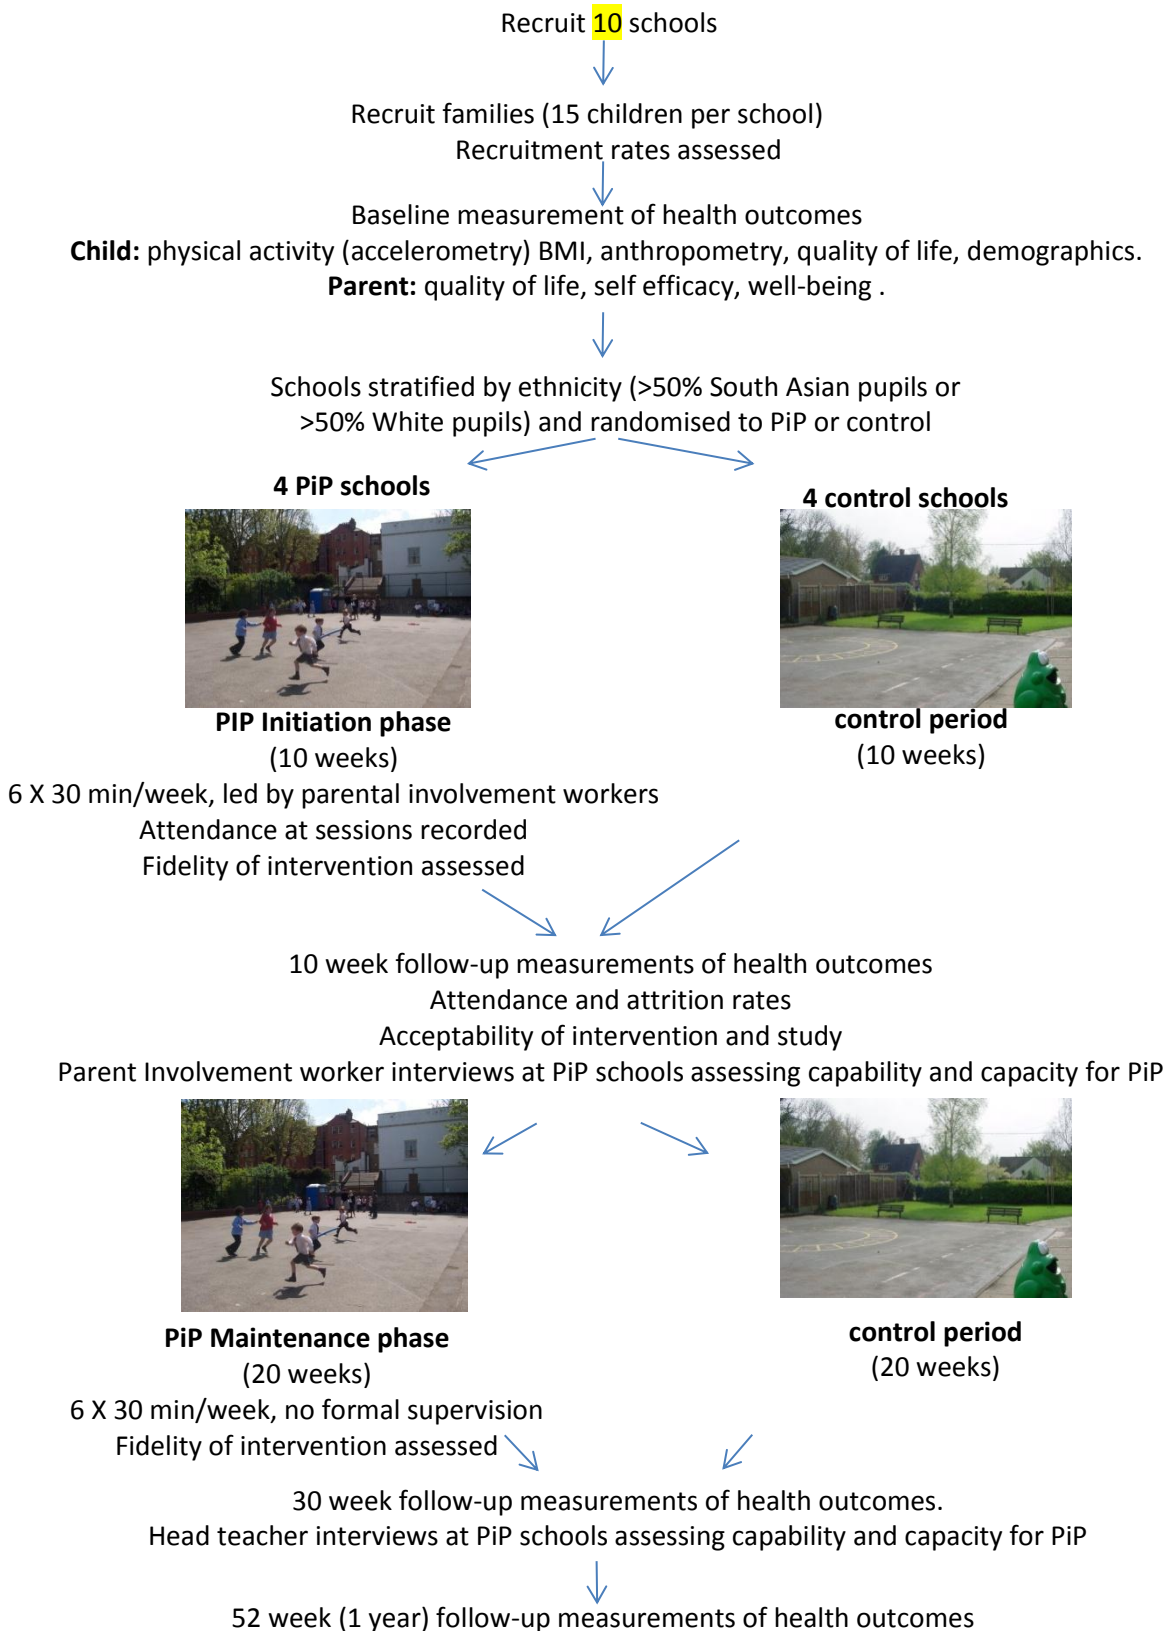 Recruit 10 schools
Recruit families (15 children per school)
Recruitment rates assessed
Baseline measurement of health outcomes
Child: physical activity (accelerometry) BMI, anthropometry, quality of life, demographics.
Parent: quality of life, self efficacy, well-being .
Schools stratified by ethnicity (>50% South Asian pupils or
>50% White pupils) and randomised to PiP or control
4 PiP schools
4 control schools
PIP Initiation phase
(10 weeks)
6 X 30 min/week, led by parental involvement workers
Attendance at sessions recorded
Fidelity of intervention assessed
control period
(10 weeks)
10 week follow-up measurements of health outcomes
Attendance and attrition rates
Acceptability of intervention and study
Parent Involvement worker interviews at PiP schools assessing capability and capacity for PiP
PiP Maintenance phase
(20 weeks)
6 X 30 min/week, no formal supervision
Fidelity of intervention assessed
control period
(20 weeks)
30 week follow-up measurements of health outcomes.
Head teacher interviews at PiP schools assessing capability and capacity for PiP
52 week (1 year) follow-up measurements of health outcomes